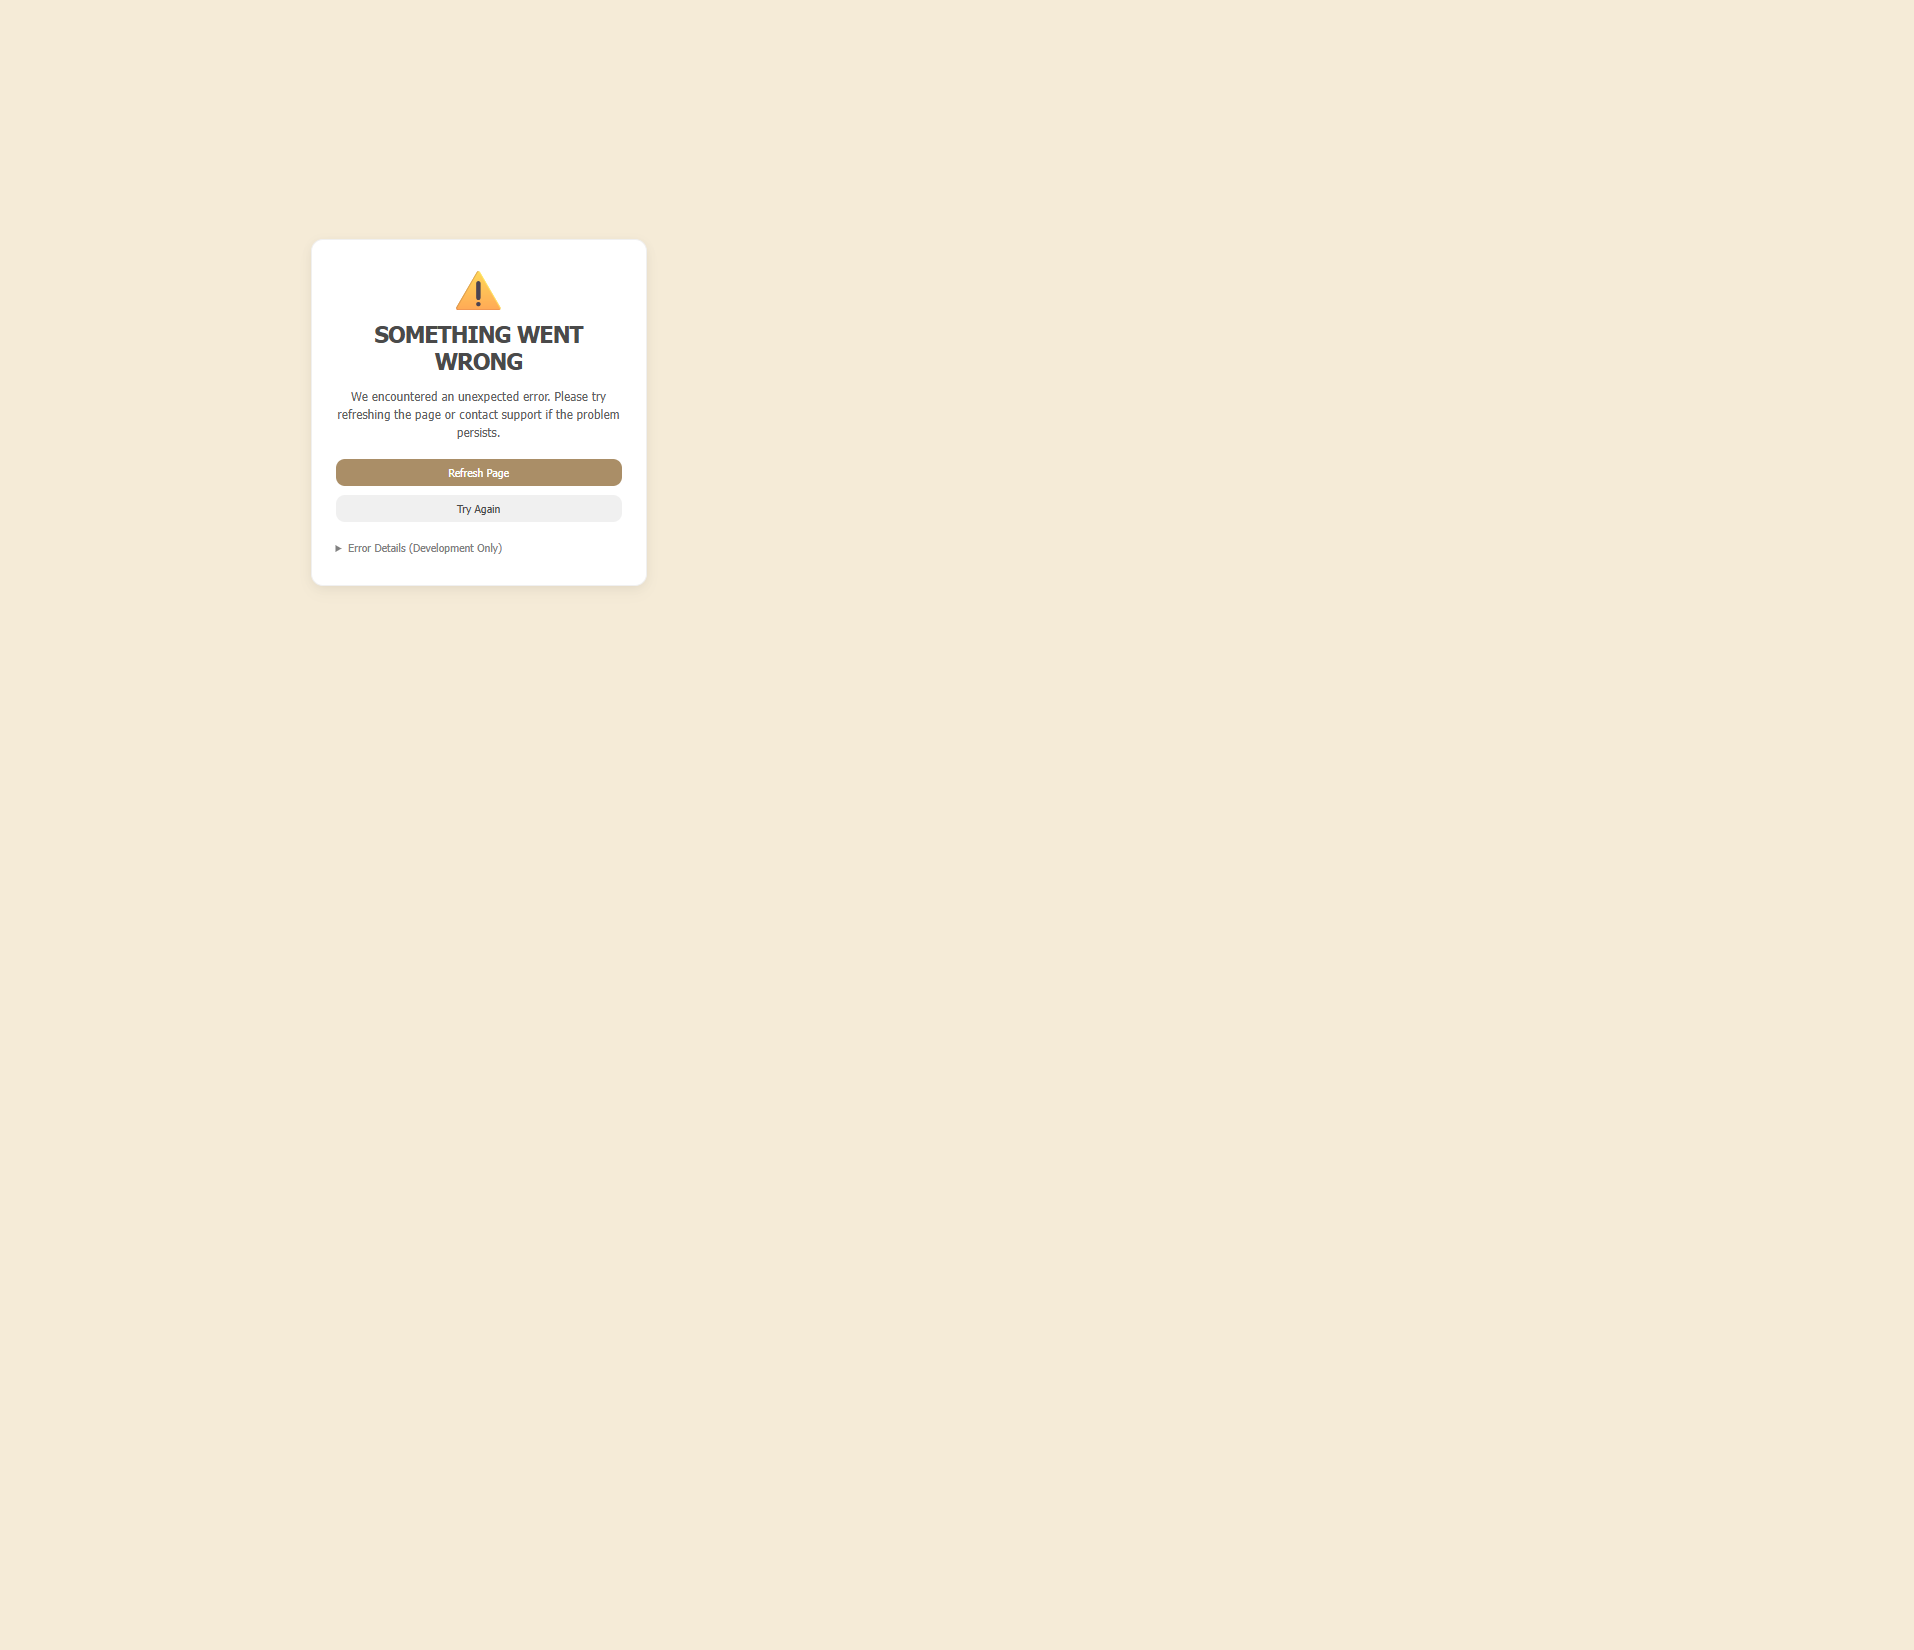 SOMETHING WENT
WRONG
We encountered an unexpected error. Please try
refreshing the page or contact support if the problem
persists.
Refresh Page
Try Again
Error Details (Development Only)